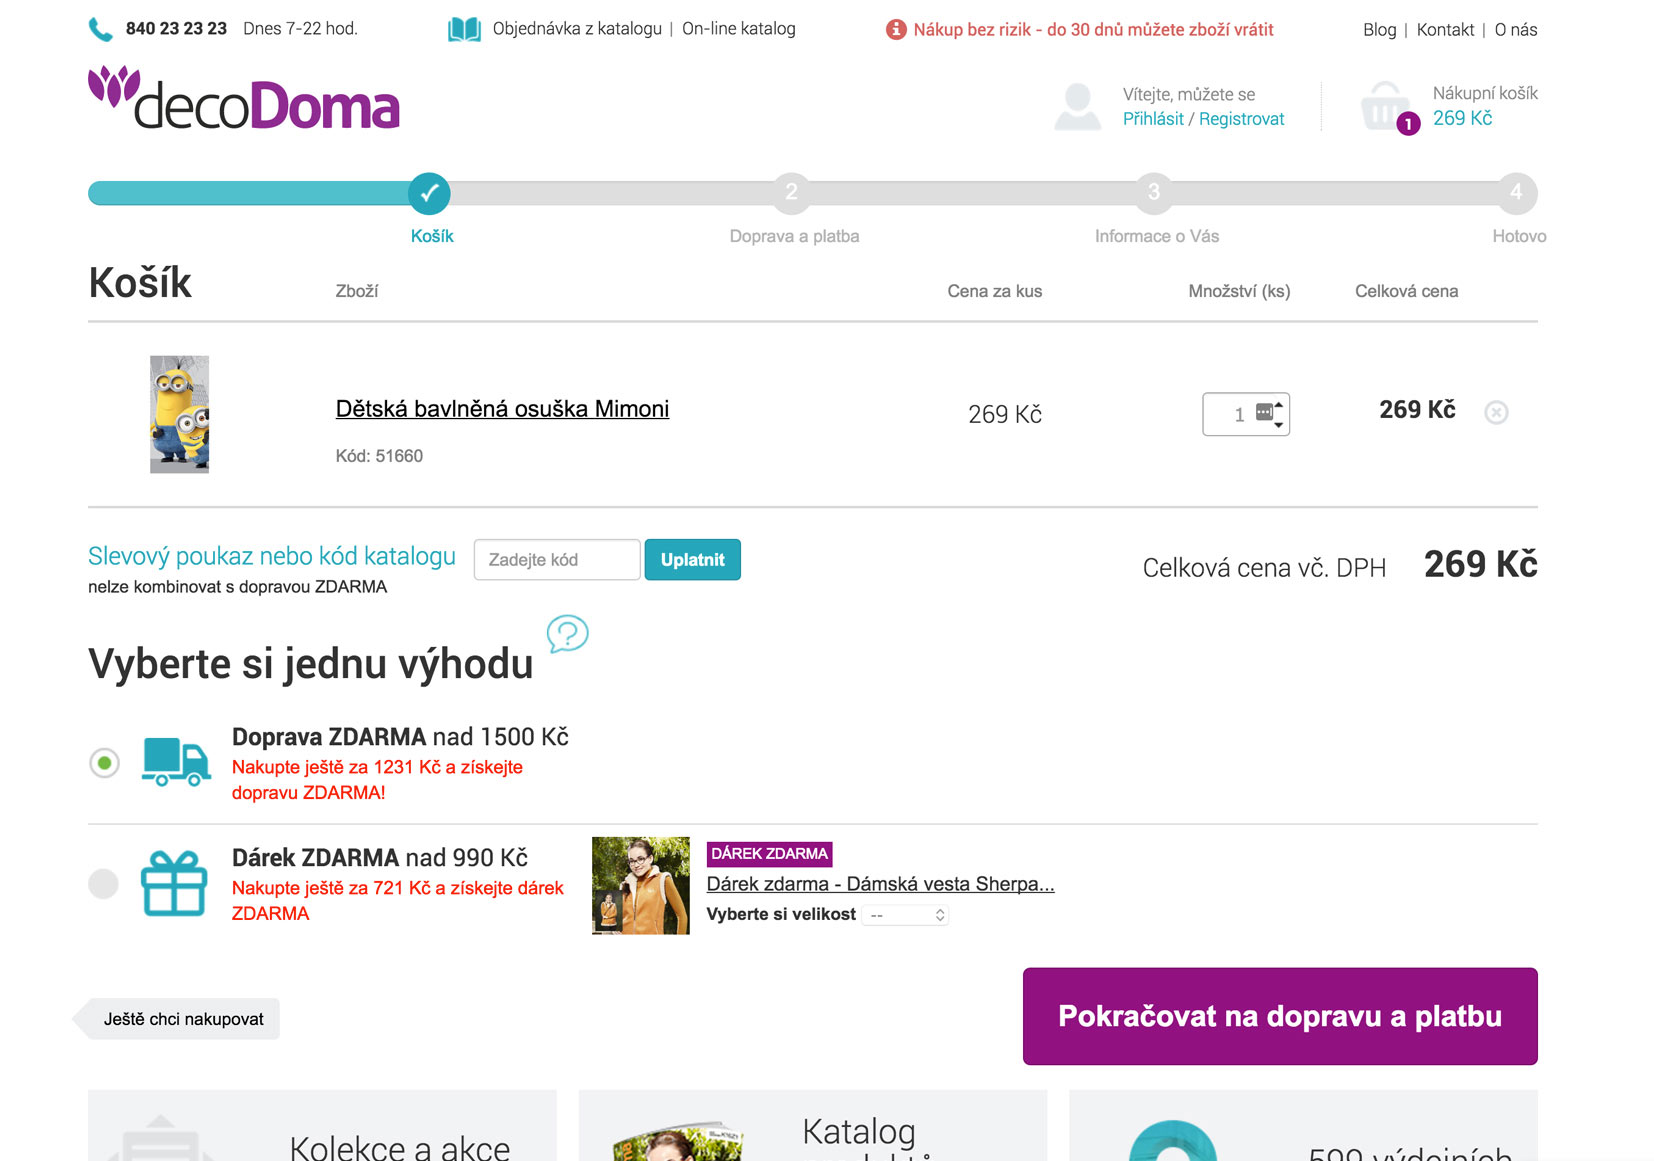 840 23 23 23 Dnes 7-22 hod.
Objednávka z katalogu | On-line katalog
Nákup bez rizik - do 30 dnů můžete zboží vrátit
Blog | Kontakt | O nás
decoDoma
Vítejte, můžete se
Přihlásit / Registrovat
Nákupní košík
1 269 Kč
2 3 4
Košík Doprava a platba Informace o Vás Hotovo
Košík Zboží Cena za kus Množství (ks) Celková cena
Dětská bavlněná osuška Mimoni 269 Kč 1 269 Kč
Kód: 51660
Slevový poukaz nebo kód katalogu Zadejte kód Uplatnit
nelze kombinovat s dopravou ZDARMA
Celková cena vč. DPH 269 Kč
Vyberte si jednu výhodu ?
Doprava ZDARMA nad 1500 Kč
Nakupte ještě za 1231 Kč a získejte
dopravu ZDARMA!
Dárek ZDARMA nad 990 Kč
Nakupte ještě za 721 Kč a získejte dárek
ZDARMA
DÁREK ZDARMA
Dárek zdarma - Dámská vesta Sherpa...
Vyberte si velikost --
Ještě chci nakupovat
Pokračovat na dopravu a platbu
Kolekce a akce
Katalog